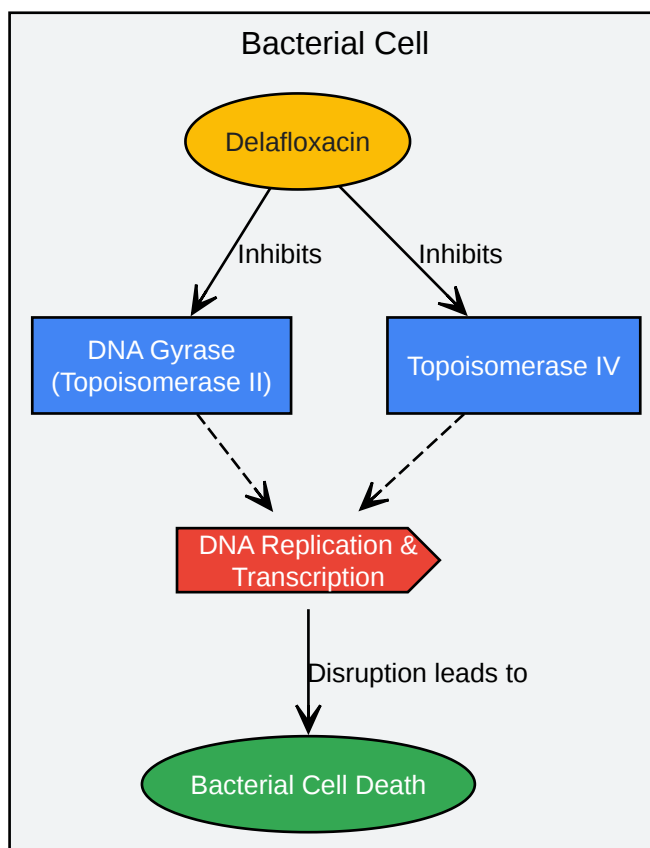 Bacterial Cell
Delafloxacin
Inhibits
Inhibits
DNA Gyrase
(Topoisomerase II)
Topoisomerase IV
DNA Replication &
Transcription
Disruption leads to
Bacterial Cell Death